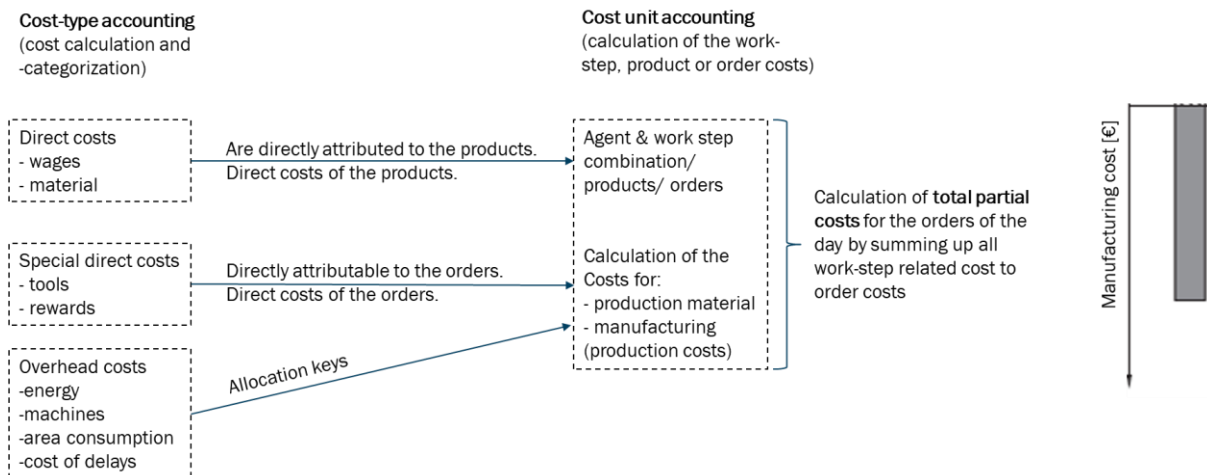 Cost-type accounting
(cost calculation and
-categorization)
Cost unit accounting
(calculation of the work-
step, product or order costs)
Direct costs
- wages
- material
Are directly attributed to the products.
Direct costs of the products.
Agent & work step
combination/
products/ orders
Special direct costs
- tools
- rewards
Directly attributable to the orders.
Direct costs of the orders.
Calculation of the
Costs for:
- production material
- manufacturing
(production costs)
Overhead costs
-energy
-machines
-area consumption
-cost of delays
Allocation keys
Calculation of total partial
costs for the orders of the
day by summing up all
work-step related cost to
order costs
Manufacturing cost [€]